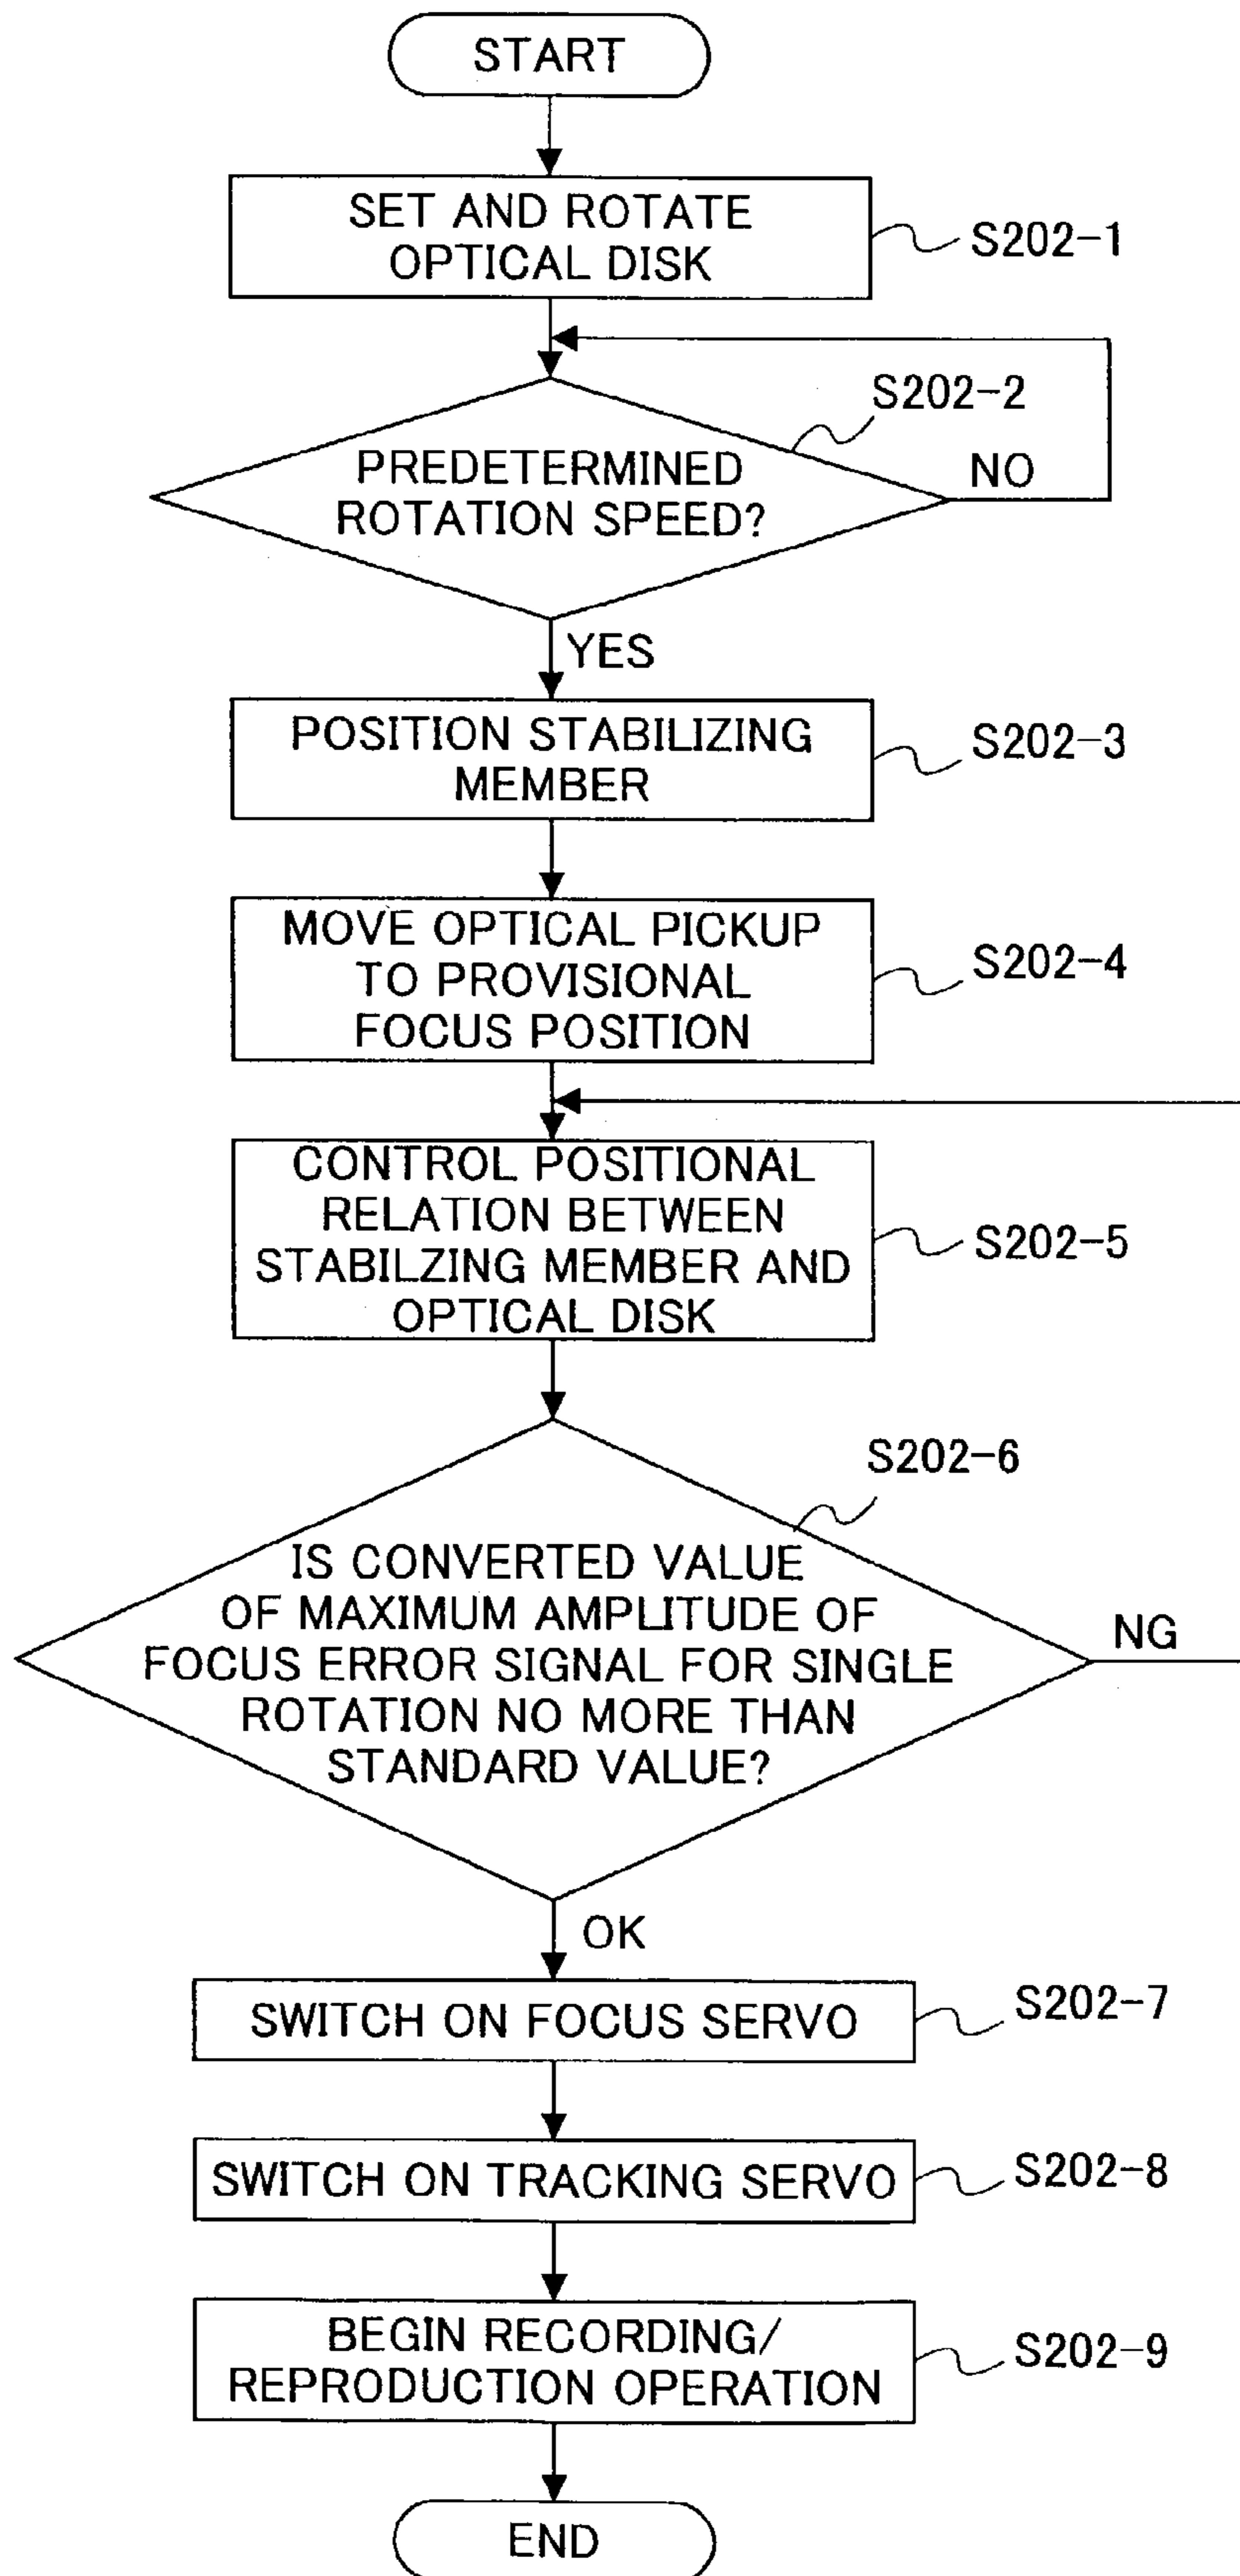 START
SET AND ROTATE
OPTICAL DISK
S202-1
S202-2
PREDETERMINED
ROTATION SPEED?
NO
YES
POSITION STABILIZING
MEMBER
S202-3
MOVE OPTICAL PICKUP
TO PROVISIONAL
FOCUS POSITION
S202-4
CONTROL POSITIONAL
RELATION BETWEEN
STABILZING MEMBER AND
OPTICAL DISK
S202-5
S202-6
IS CONVERTED VALUE
OF MAXIMUM AMPLITUDE OF
FOCUS ERROR SIGNAL FOR SINGLE
ROTATION NO MORE THAN
STANDARD VALUE?
NG
OK
SWITCH ON FOCUS SERVO
S202-7
SWITCH ON TRACKING SERVO
S202-8
BEGIN RECORDING/
REPRODUCTION OPERATION
S202-9
END